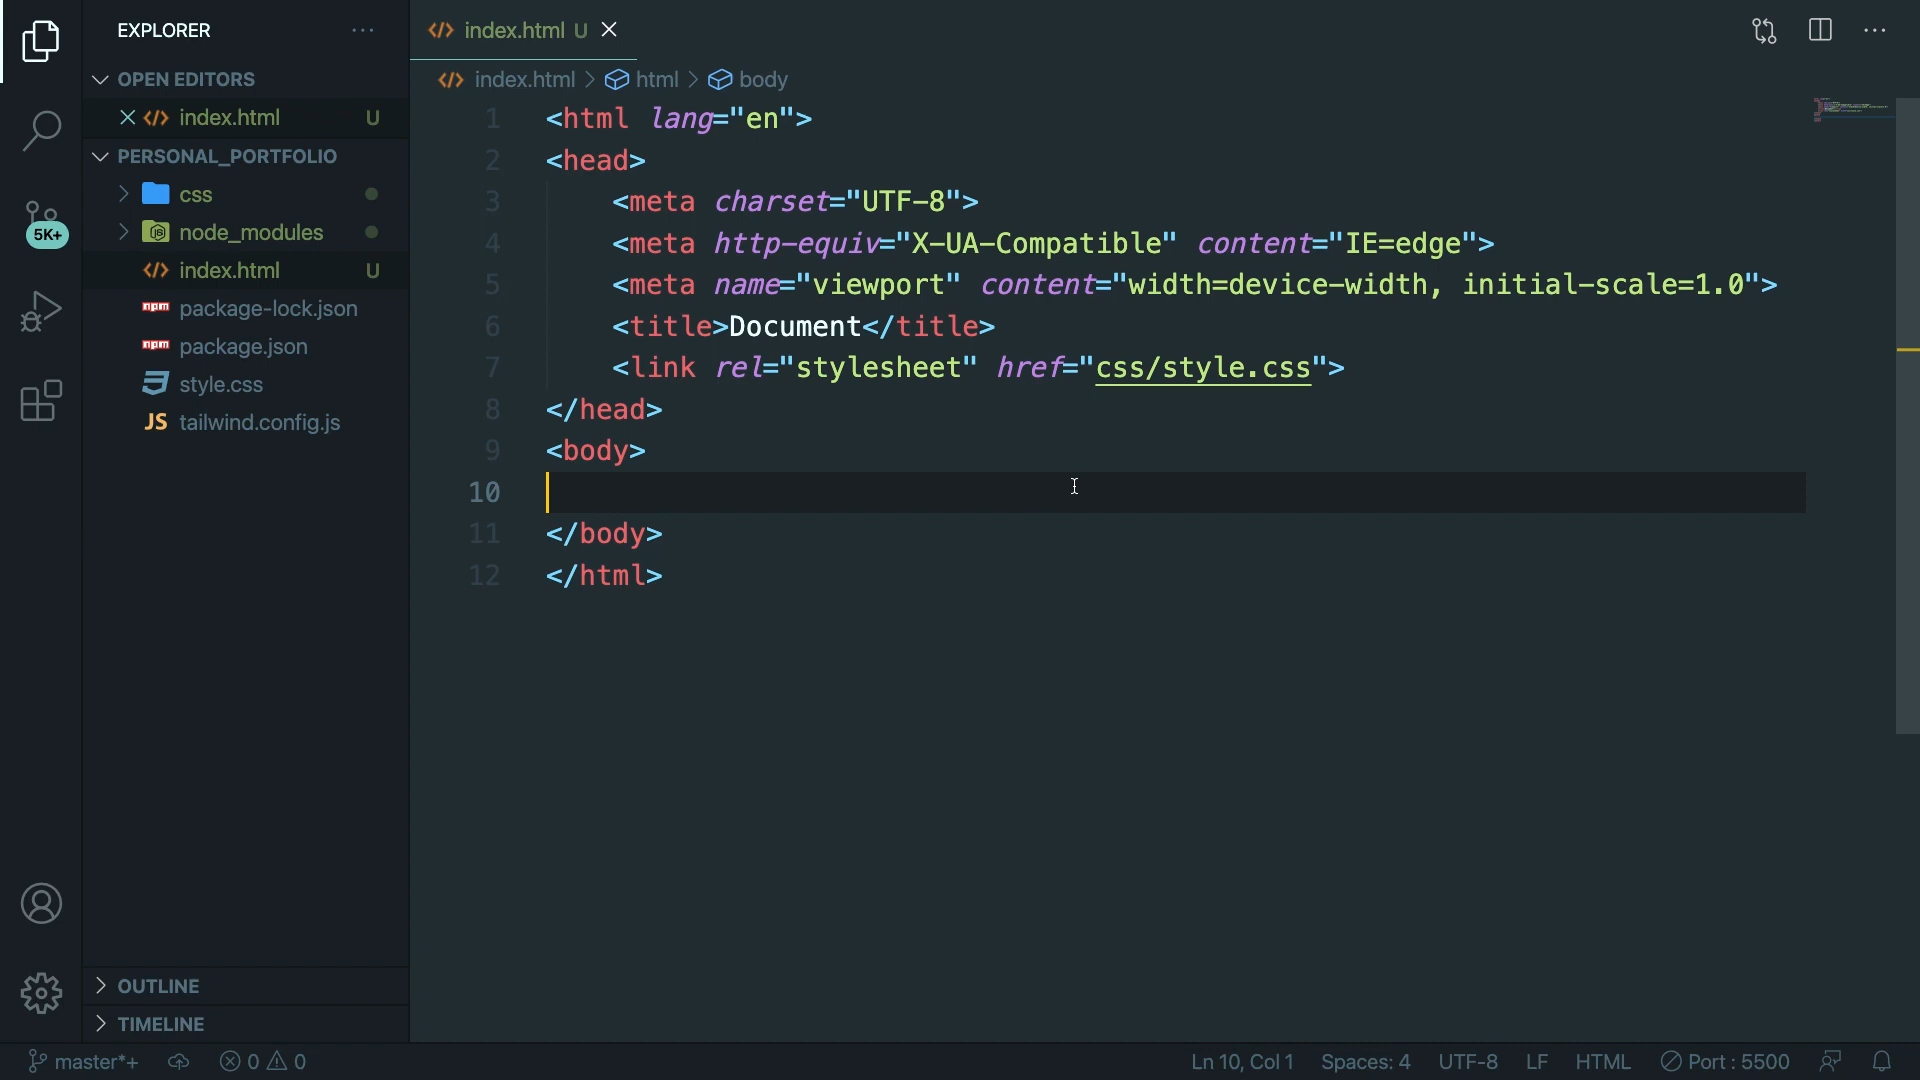 EXPLORER
OPEN EDITORS
index.html U
PERSONAL_PORTFOLIO
css
node_modules
index.html U
package-lock.json
package.json
style.css
JS tailwind.config.js
OUTLINE
TIMELINE
5K+
index.html U
index.html > html > body
1 <html lang="en">
2 <head>
3 <meta charset="UTF-8">
4 <meta http-equiv="X-UA-Compatible" content="IE=edge">
5 <meta name="viewport" content="width=device-width, initial-scale=1.0">
6 <title>Document</title>
7 <link rel="stylesheet" href="css/style.css">
8 </head>
9 <body>
10
11 </body>
12 </html>
master*+ 0 0 Ln 10, Col 1 Spaces: 4 UTF-8 LF HTML Port : 5500